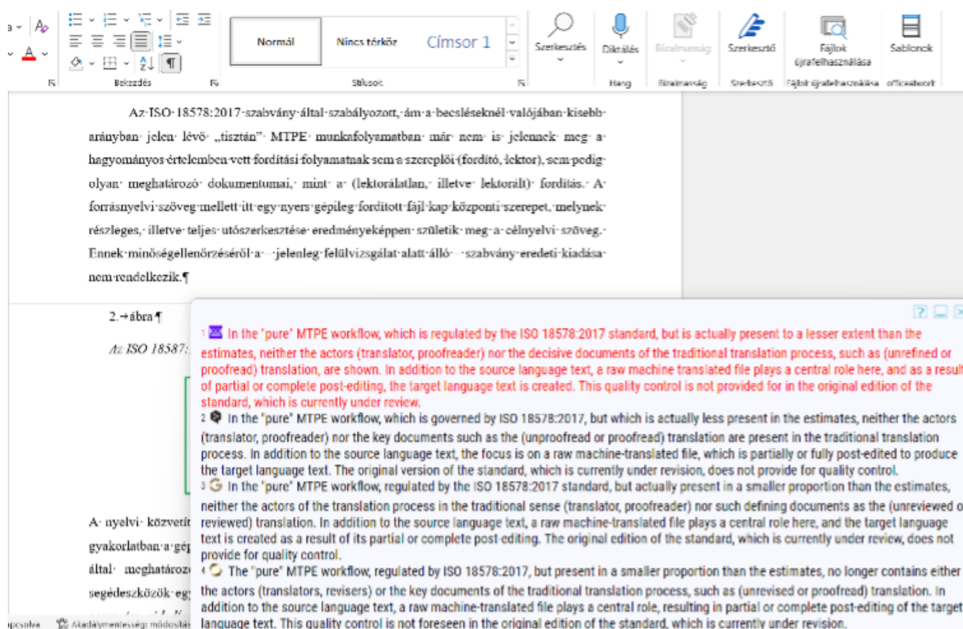 Normál
Nincs térköz
Címsor 1
Szerkesztés
Diktálás
Bizalmasság
Szerkesztő
Fájlok
újrafelhasználása
Sablonok
Bekezdés
Stílusok
Hang
Bizalmasság
Szerkesztő
Fájlok újrafelhasználása
officeatwork
Az ISO 18578:2017 szabvány által szabályozott, ám a becsléseknél valójában kisebb
arányban jelen lévő „tisztán” MTPE munkafolyamatban már nem is jelennek meg a
hagyományos értelemben vett fordítási folyamatnak sem a szereplői (fordító, lektor), sem pedig
olyan meghatározó dokumentumai, mint a (lektorálatlan, illetve lektorált) fordítás. A
forrásnyelvi szöveg mellett itt egy nyers gépileg fordított fájl kap központi szerepet, melynek
részleges, illetve teljes utószerkesztése eredményeképpen születik meg a célnyelvi szöveg.
Ennek minőségellenőrzéséről a – jelenleg felülvizsgálat alatt álló – szabvány eredeti kiadása
nem rendelkezik.¶
2.→ábra¶
Az ISO 18587:
1 In the "pure" MTPE workflow, which is regulated by the ISO 18578:2017 standard, but is actually present to a lesser extent than the
estimates, neither the actors (translator, proofreader) nor the decisive documents of the traditional translation process, such as (unrefined or
proofread) translation, are shown. In addition to the source language text, a raw machine translated file plays a central role here, and as a result
of partial or complete post-editing, the target language text is created. This quality control is not provided for in the original edition of the
standard, which is currently under review.
2 In the "pure" MTPE workflow, which is governed by ISO 18578:2017, but which is actually less present in the estimates, neither the actors
(translator, proofreader) nor the key documents such as the (unproofread or proofread) translation are present in the traditional translation
process. In addition to the source language text, the focus is on a raw machine-translated file, which is partially or fully post-edited to produce
the target language text. The original version of the standard, which is currently under revision, does not provide for quality control.
3 In the "pure" MTPE workflow, regulated by the ISO 18578:2017 standard, but actually present in a smaller proportion than the estimates,
neither the actors of the translation process in the traditional sense (translator, proofreader) nor such defining documents as the (unreviewed o
reviewed) translation. In addition to the source language text, a raw machine-translated file plays a central role here, and the target language
text is created as a result of its partial or complete post-editing. The original edition of the standard, which is currently under review, does not
provide for quality control.
4 The "pure" MTPE workflow, regulated by ISO 18578:2017, but present in a smaller proportion than the estimates, no longer contains either
the actors (translators, revisers) or the key documents of the traditional translation process, such as (unrevised or proofread) translation. In
addition to the source language text, a raw machine-translated file plays a central role, resulting in partial or complete post-editing of the target
language text. This quality control is not foreseen in the original edition of the standard, which is currently under revision.
A nyelvi közvetít
gyakorlatban a gép
által meghatároz
segédeszközök eg
Akadálymentesség: módosítás